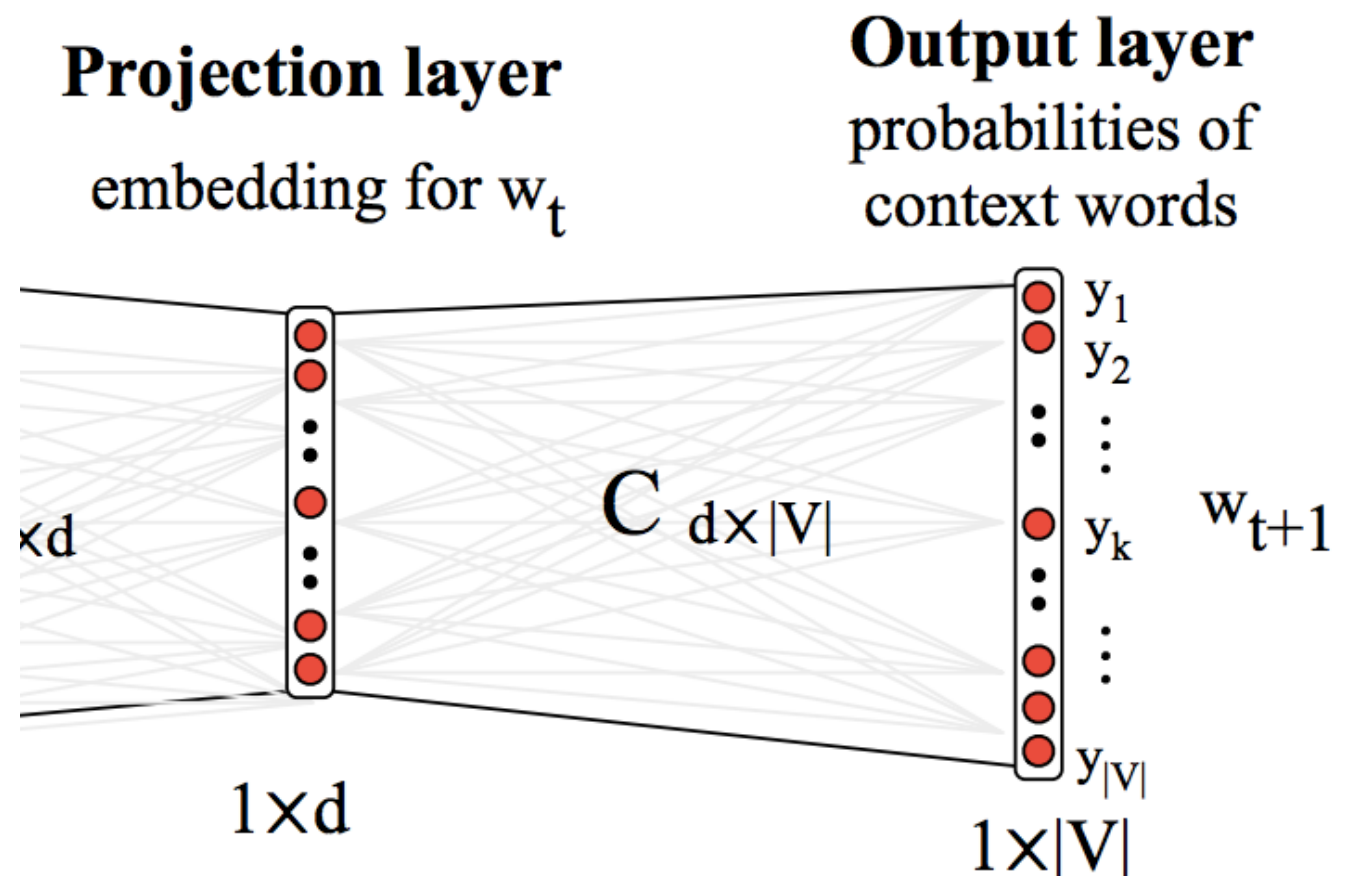 Projection layer
embedding for wt
Output layer
probabilities of
context words
y1
y2
⋮
yk
⋮
y|V|
wt+1
×d
C d×|V|
1×d
1×|V|